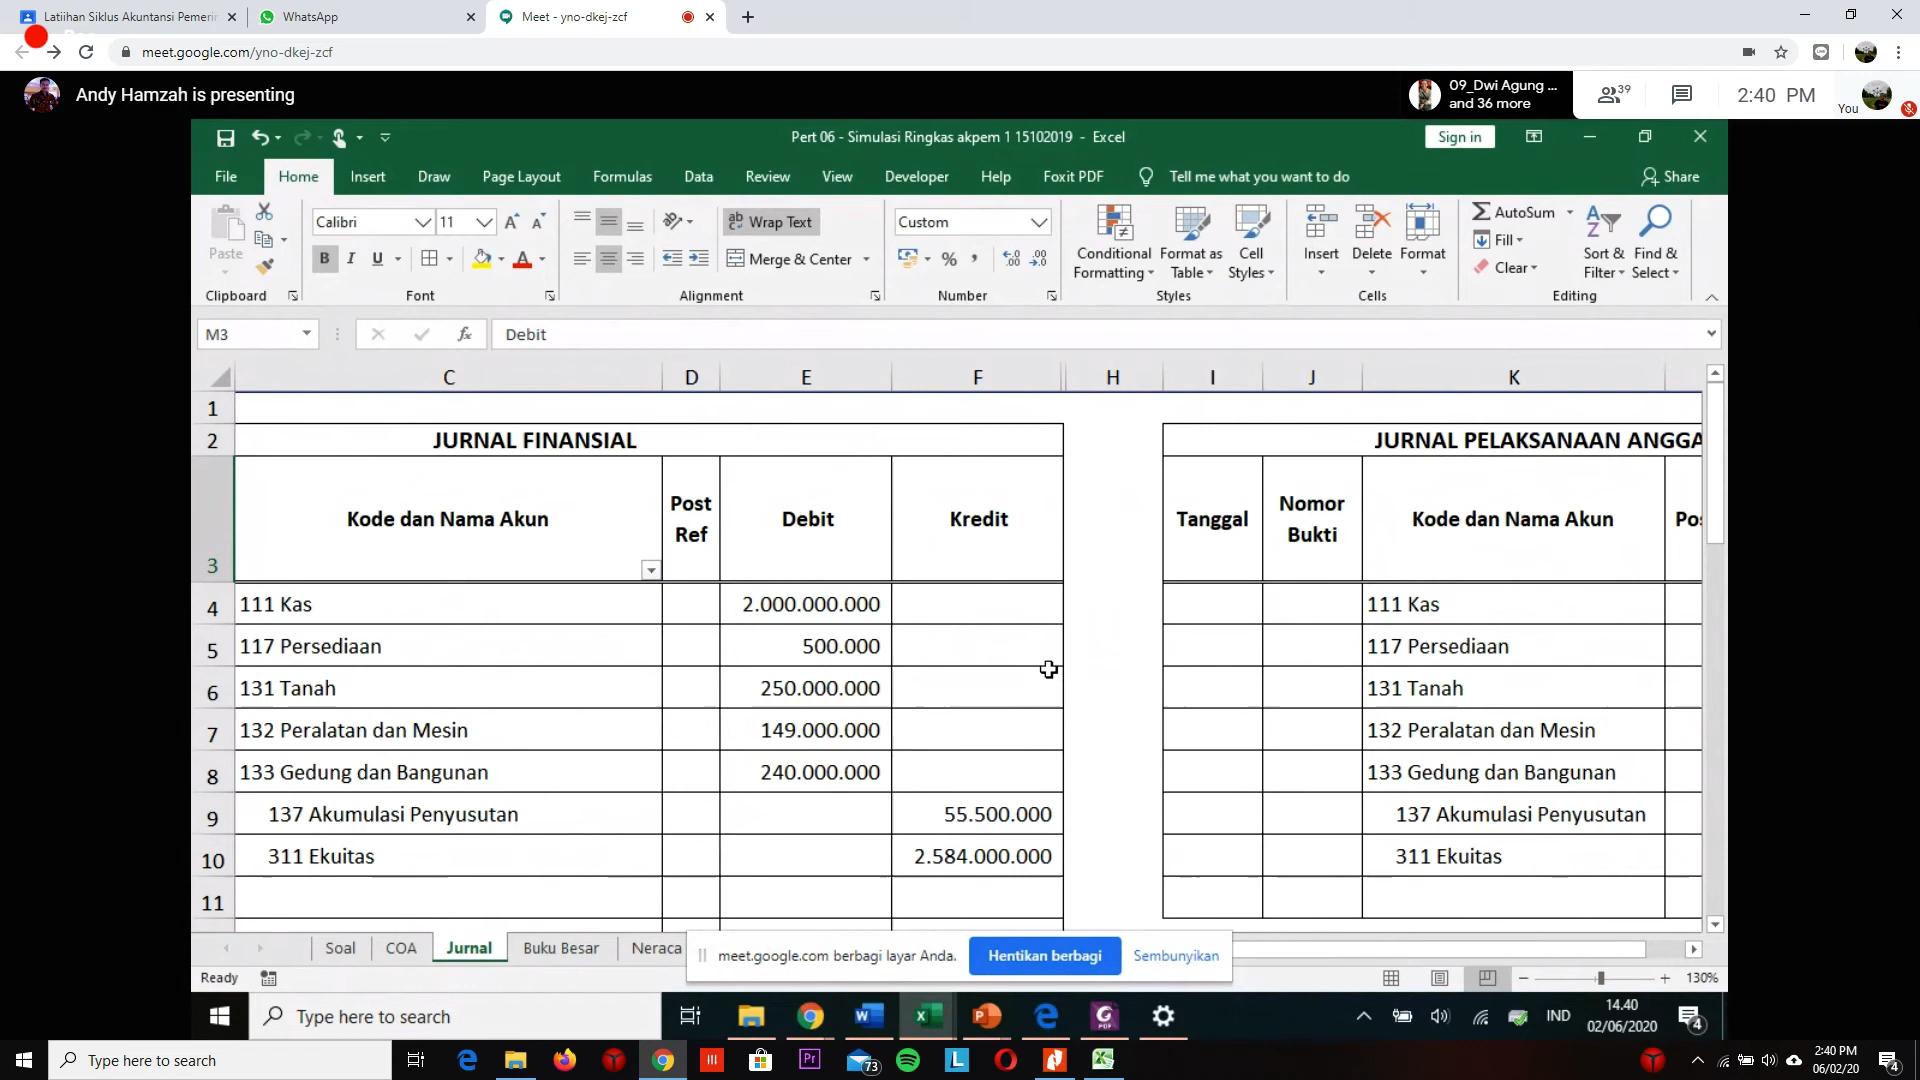 Latiihan Siklus Akuntansi Pemerin
WhatsApp
Meet - yno-dkej-zcf
meet.google.com/yno-dkej-zcf
Andy Hamzah is presenting
09_Dwi Agung ...
and 36 more
39
2:40 PM
You
Pert 06 - Simulasi Ringkas akpem 1 15102019 - Excel
Sign in
File
Home
Insert
Draw
Page Layout
Formulas
Data
Review
View
Developer
Help
Foxit PDF
Tell me what you want to do
Share
Paste
Calibri
11
Wrap Text
Merge & Center
Custom
Conditional Formatting
Format as Table
Cell Styles
Insert
Delete
Format
AutoSum
Fill
Clear
Sort & Filter
Find & Select
Clipboard
Font
Alignment
Number
Styles
Cells
Editing
M3
fx
Debit
C D E F H I J K
1
2 JURNAL FINANSIAL JURNAL PELAKSANAAN ANGGA
3 Kode dan Nama Akun Post Ref Debit Kredit Tanggal Nomor Bukti Kode dan Nama Akun Pos
4 111 Kas 2.000.000.000 111 Kas
5 117 Persediaan 500.000 117 Persediaan
6 131 Tanah 250.000.000 131 Tanah
7 132 Peralatan dan Mesin 149.000.000 132 Peralatan dan Mesin
8 133 Gedung dan Bangunan 240.000.000 133 Gedung dan Bangunan
9 137 Akumulasi Penyusutan 55.500.000 137 Akumulasi Penyusutan
10 311 Ekuitas 2.584.000.000 311 Ekuitas
11
Soal
COA
Jurnal
Buku Besar
Neraca
meet.google.com berbagi layar Anda.
Hentikan berbagi
Sembunyikan
Ready
130%
Type here to search
IND
14.40
02/06/2020
4
Type here to search
Pr
73
2:40 PM
06/02/20
4